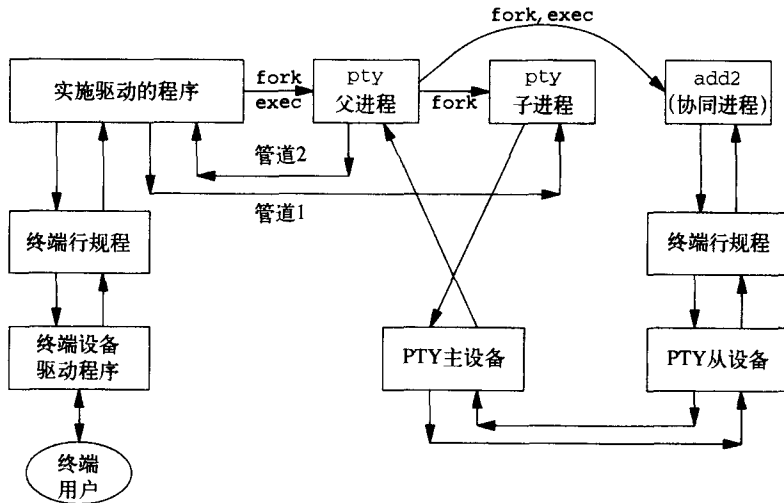 fork, exec
实施驱动的程序
fork
exec
pty
父进程
fork
pty
子进程
add2
(协同进程)
管道2
管道1
终端行规程
终端行规程
终端设备
驱动程序
PTY主设备
PTY从设备
终端
用户